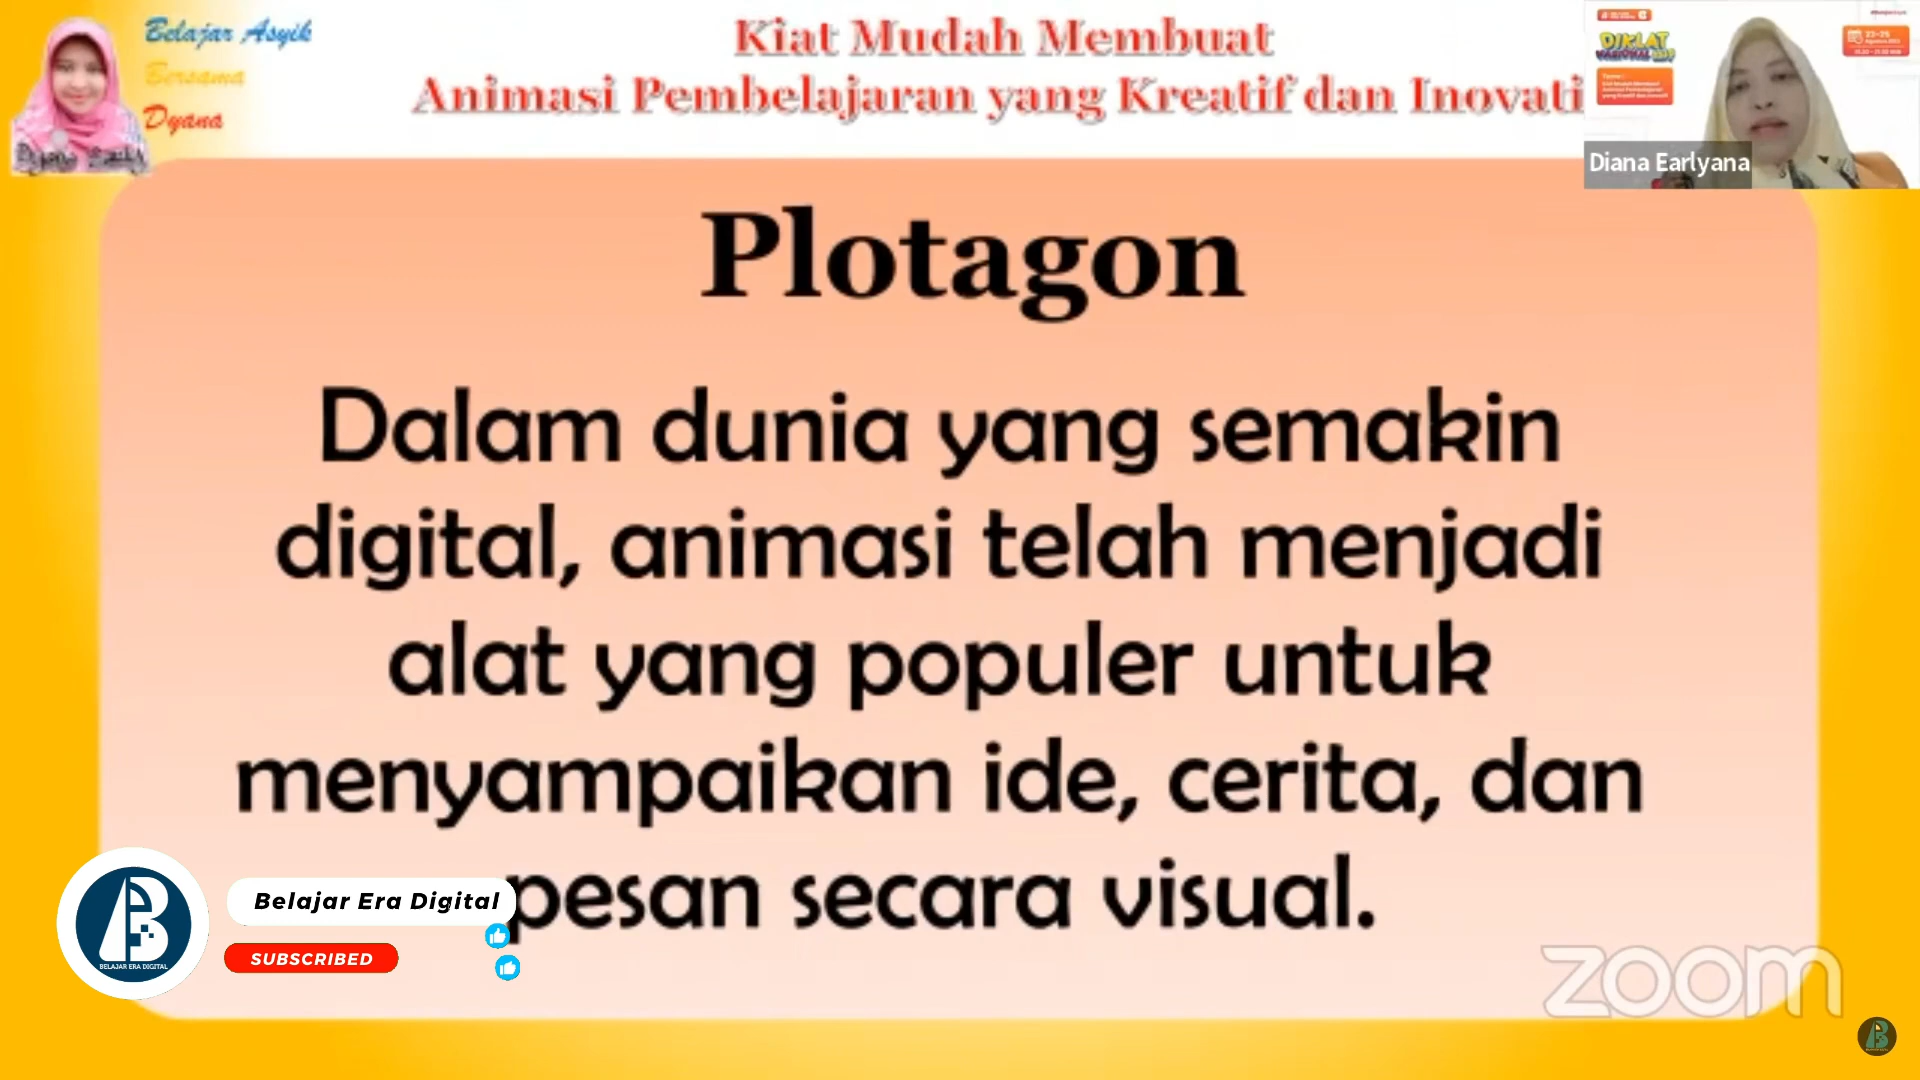 Belajar Asyik
Bersama
Dyana
Kiat Mudah Membuat
Animasi Pembelajaran yang Kreatif dan Inovati
DIKLAT
NASIONAL
Diana Earlyana
Plotagon
Dalam dunia yang semakin
digital, animasi telah menjadi
alat yang populer untuk
menyampaikan ide, cerita, dan
pesan secara visual.
Belajar Era Digital
SUBSCRIBED
BELAJAR ERA DIGITAL
zoom